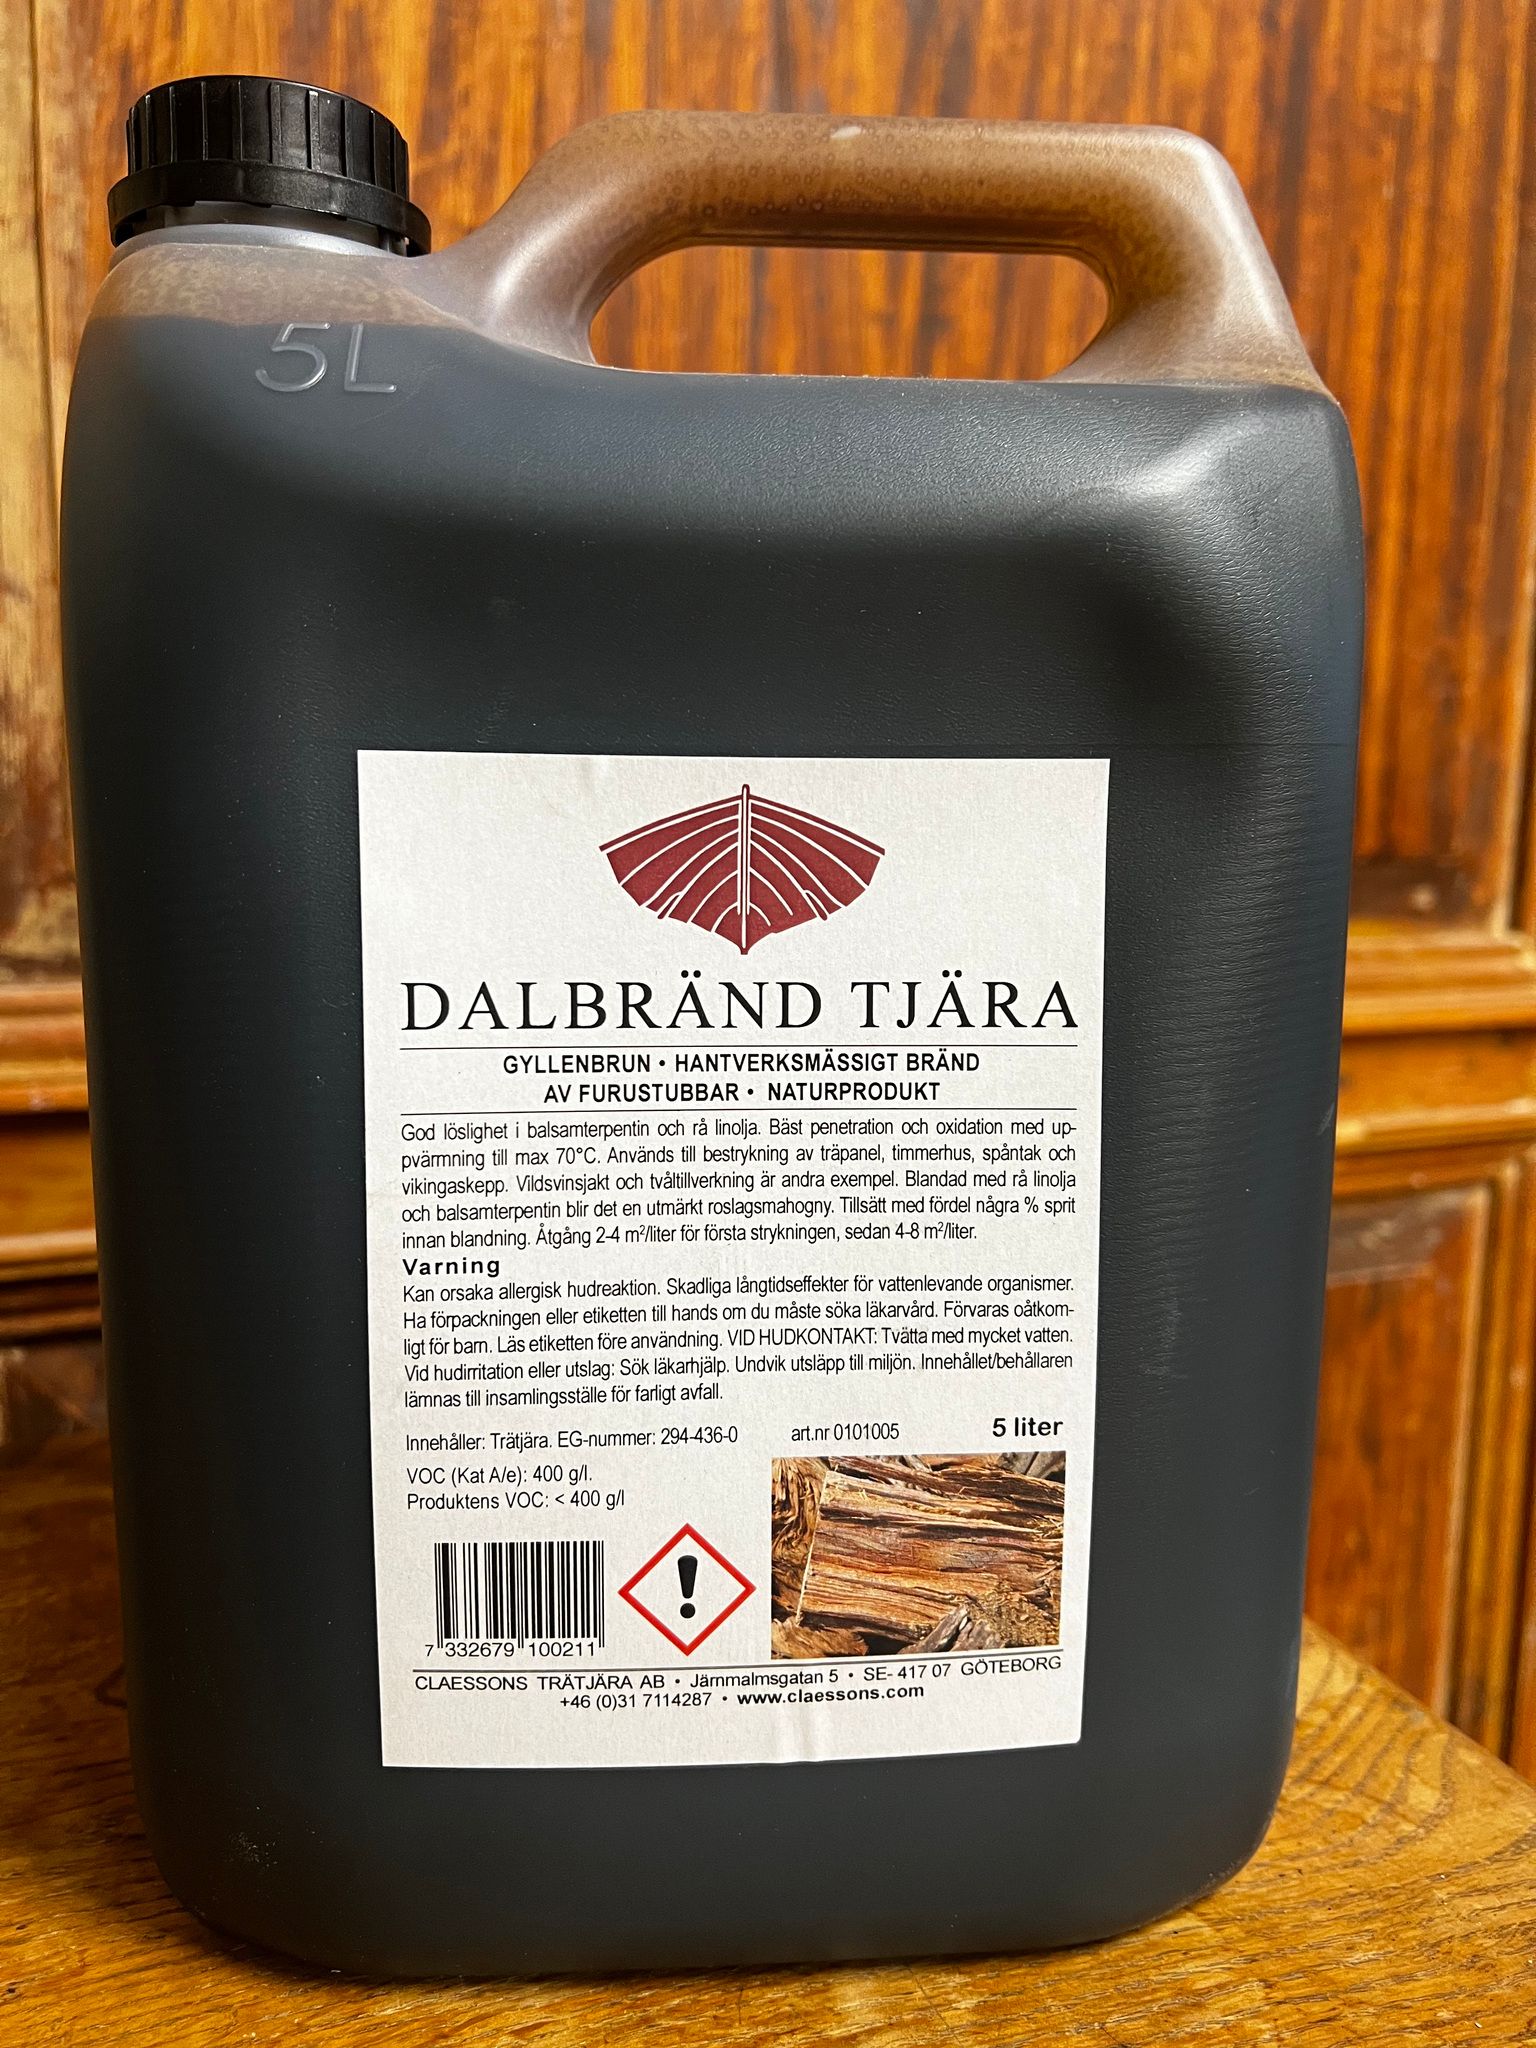 5L
DALBRÄND TJÄRA
GYLLENBRUN • HANTVERKSMÄSSIGT BRÄND
AV FURUSTUBBAR • NATURPRODUKT
God löslighet i balsamterpentin och rå linolja. Bäst penetration och oxidation med up-
pvärmning till max 70°C. Används till bestrykning av träpanel, timmerhus, spåntak och
vikingaskepp. Vildsvinsjakt och tvåltillverkning är andra exempel. Blandad med rå linolja
och balsamterpentin blir det en utmärkt roslagsmahogny. Tillsätt med fördel några % sprit
innan blandning. Åtgång 2-4 m²/liter för första strykningen, sedan 4-8 m²/liter.
Varning
Kan orsaka allergisk hudreaktion. Skadliga långtidseffekter för vattenlevande organismer.
Ha förpackningen eller etiketten till hands om du måste söka läkarvård. Förvaras oåtkom-
ligt för barn. Läs etiketten före användning. VID HUDKONTAKT: Tvätta med mycket vatten.
Vid hudirritation eller utslag: Sök läkarhjälp. Undvik utsläpp till miljön. Innehållet/behållaren
lämnas till insamlingsställe för farligt avfall.
Innehåller: Trätjära. EG-nummer: 294-436-0 art.nr 0101005 5 liter
VOC (Kat A/e): 400 g/l.
Produktens VOC: < 400 g/l
7 332679 100211
CLAESSONS TRÄTJÄRA AB • Järnmalmsgatan 5 • SE- 417 07 GÖTEBORG
+46 (0)31 7114287 • www.claessons.com